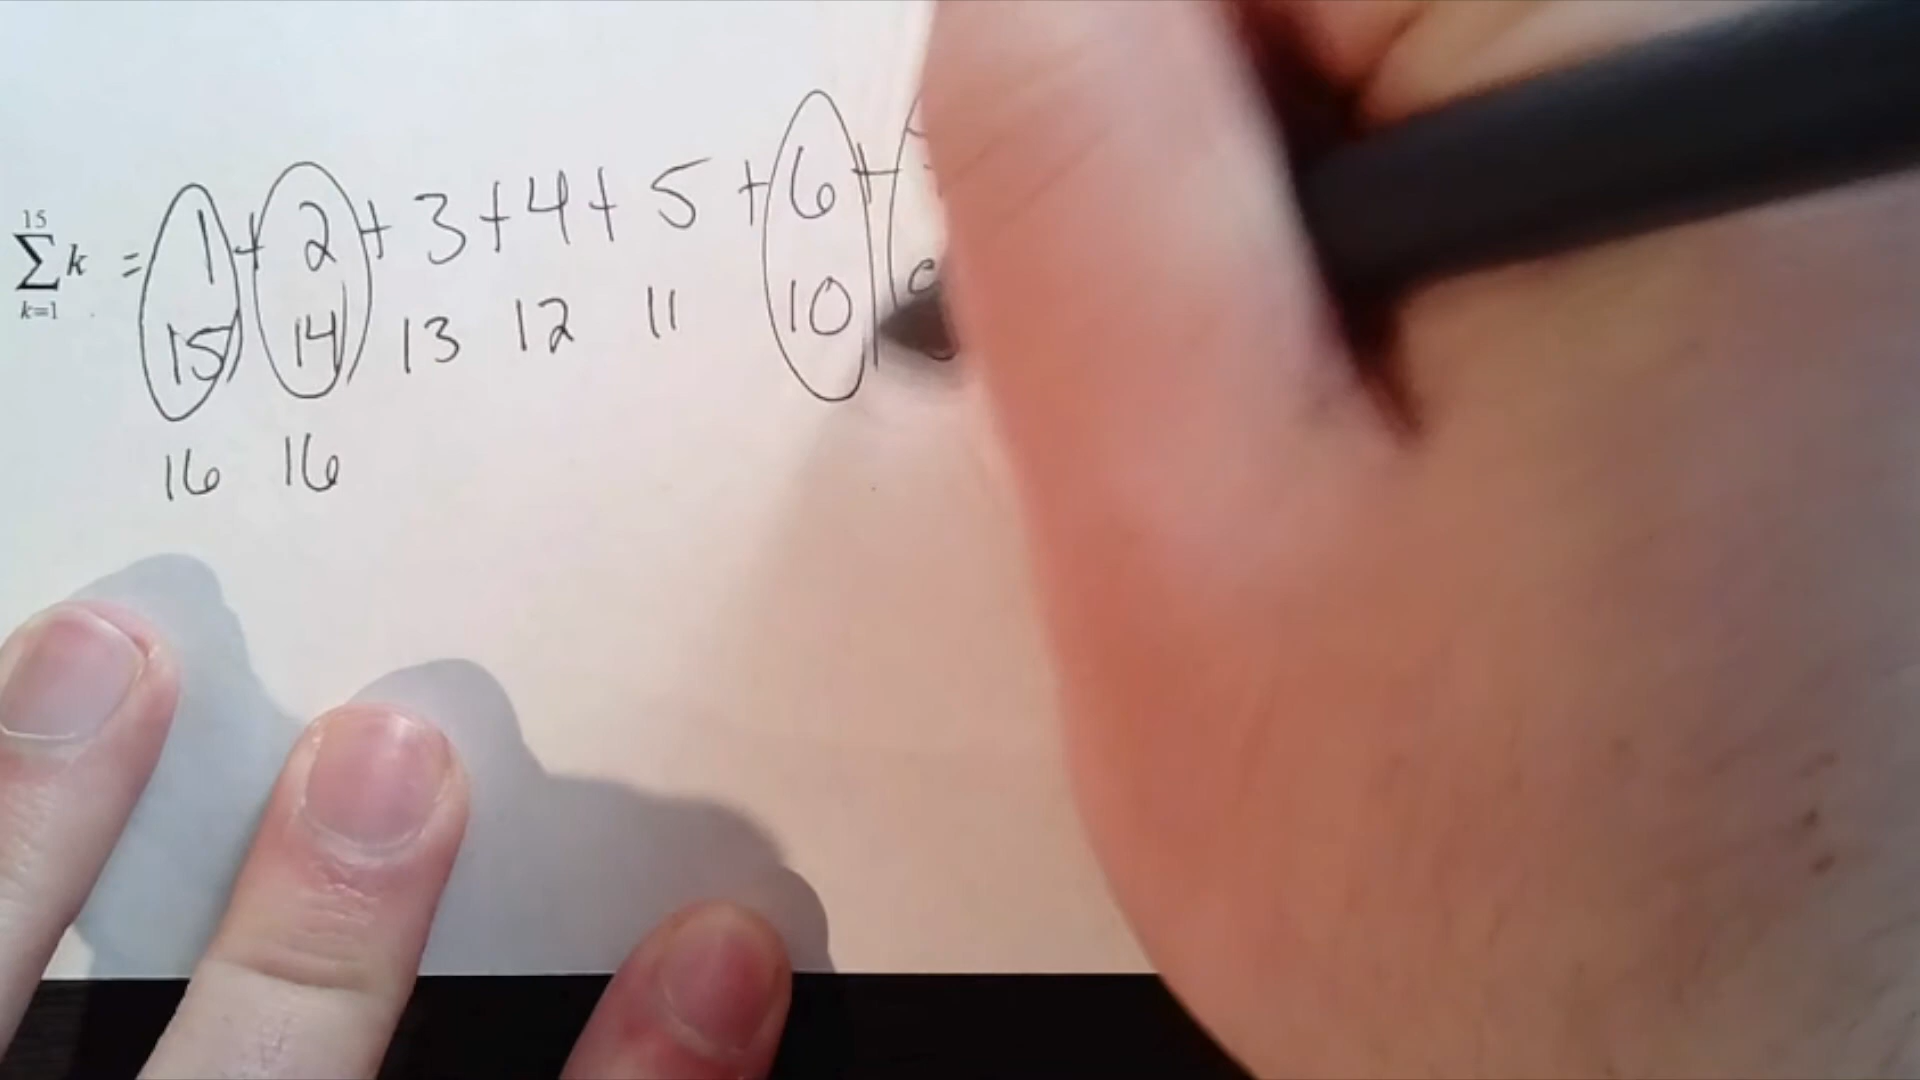 15
∑ k = 1 + 2 + 3 + 4 + 5 + 6 +
k=1
15 14 13 12 11 10
16 16